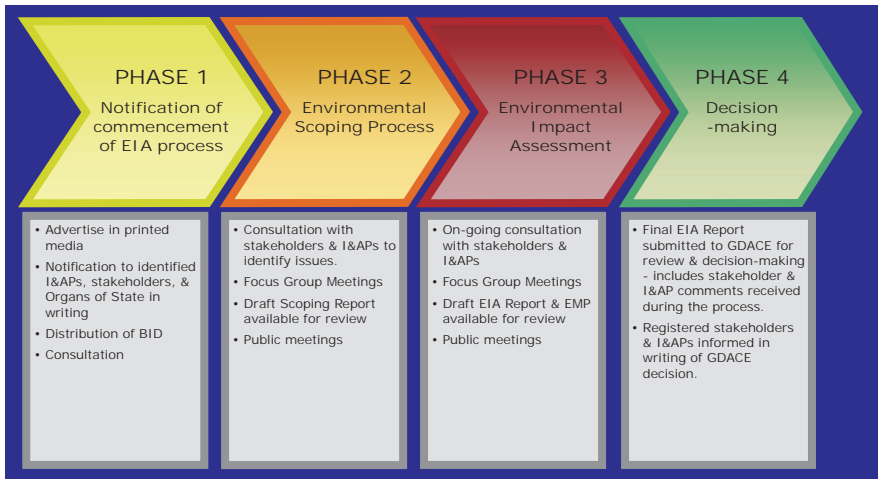 PHASE 1
Notification of
commencement
of EIA process
PHASE 2
Environmental
Scoping Process
PHASE 3
Environmental
Impact
Assessment
PHASE 4
Decision
-making
• Advertise in printed
media
• Notification to identified
I&APs, stakeholders, &
Organs of State in
writing
• Distribution of BID
• Consultation
• Consultation with
stakeholders & I&APs to
identify issues.
• Focus Group Meetings
• Draft Scoping Report
available for review
• Public meetings
• On-going consultation
with stakeholders &
I&APs
• Focus Group Meetings
• Draft EIA Report & EMP
available for review
• Public meetings
• Final EIA Report
submitted to GDACE for
review & decision-making
- includes stakeholder &
I&AP comments received
during the process.
• Registered stakeholders
& I&APs informed in
writing of GDACE
decision.